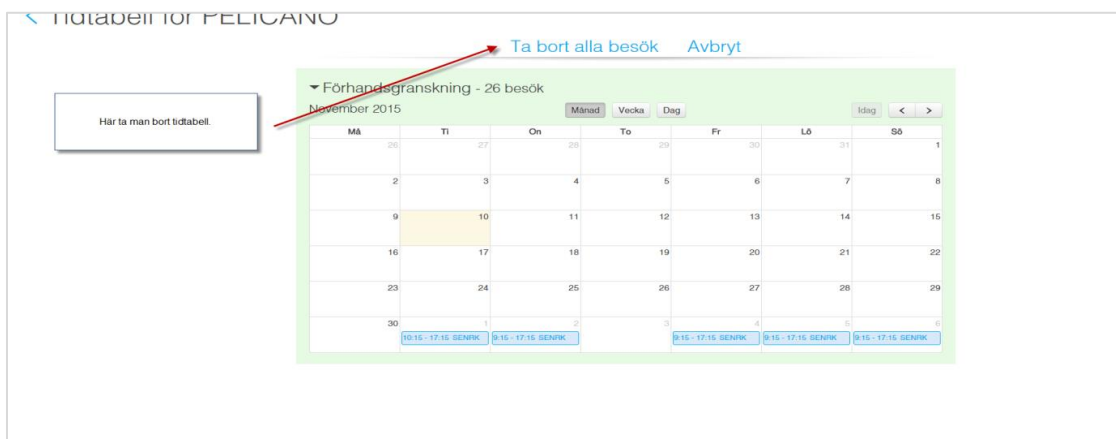 < Tidtabell för PELICANO
Ta bort alla besök Avbryt
Här ta man bort tidtabell.
Förhandsgranskning - 26 besök
November 2015 Månad Vecka Dag Idag < >
Må Ti On To Fr Lö Sö
26 27 28 29 30 31 1
2 3 4 5 6 7 8
9 10 11 12 13 14 15
16 17 18 19 20 21 22
23 24 25 26 27 28 29
30 1 2 3 4 5 6
10:15 - 17:15 SENRK 9:15 - 17:15 SENRK 9:15 - 17:15 SENRK 9:15 - 17:15 SENRK 9:15 - 17:15 SENRK